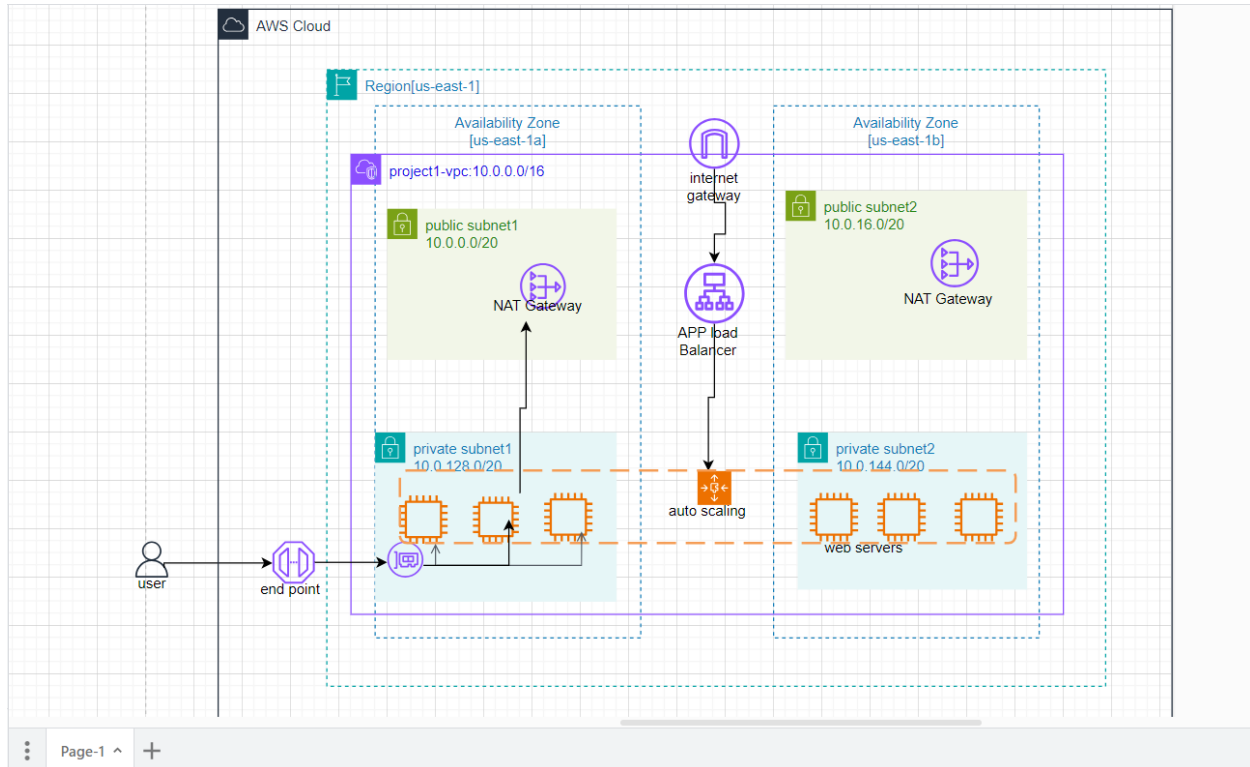 AWS Cloud
Region[us-east-1]
Availability Zone
[us-east-1a]
Availability Zone
[us-east-1b]
project1-vpc:10.0.0.0/16
internet
gateway
public subnet1
10.0.0.0/20
public subnet2
10.0.16.0/20
NAT Gateway
NAT Gateway
APP load
Balancer
private subnet1
10.0.128.0/20
private subnet2
10.0.144.0/20
auto scaling
web servers
user
end point
Page-1